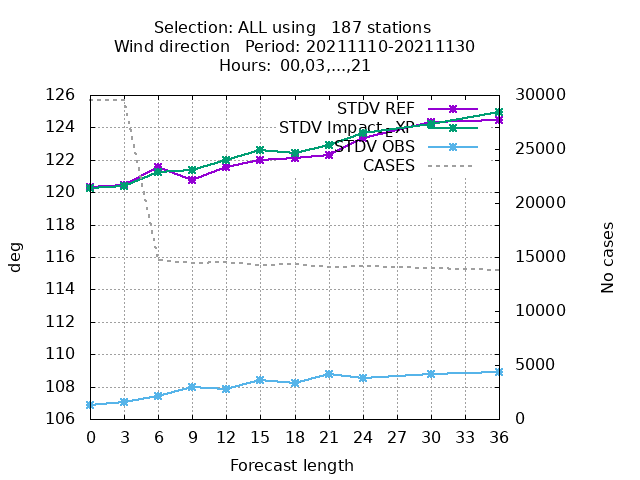 Selection: ALL using 187 stations
Wind direction Period: 20211110-20211130
Hours: 00,03,...,21
126
124
122
120
118
116
114
112
110
108
106
deg
30000
25000
20000
15000
10000
5000
0
No cases
STDV REF
STDV Impact_XP
STDV OBS
CASES
0 3 6 9 12 15 18 21 24 27 30 33 36
Forecast length